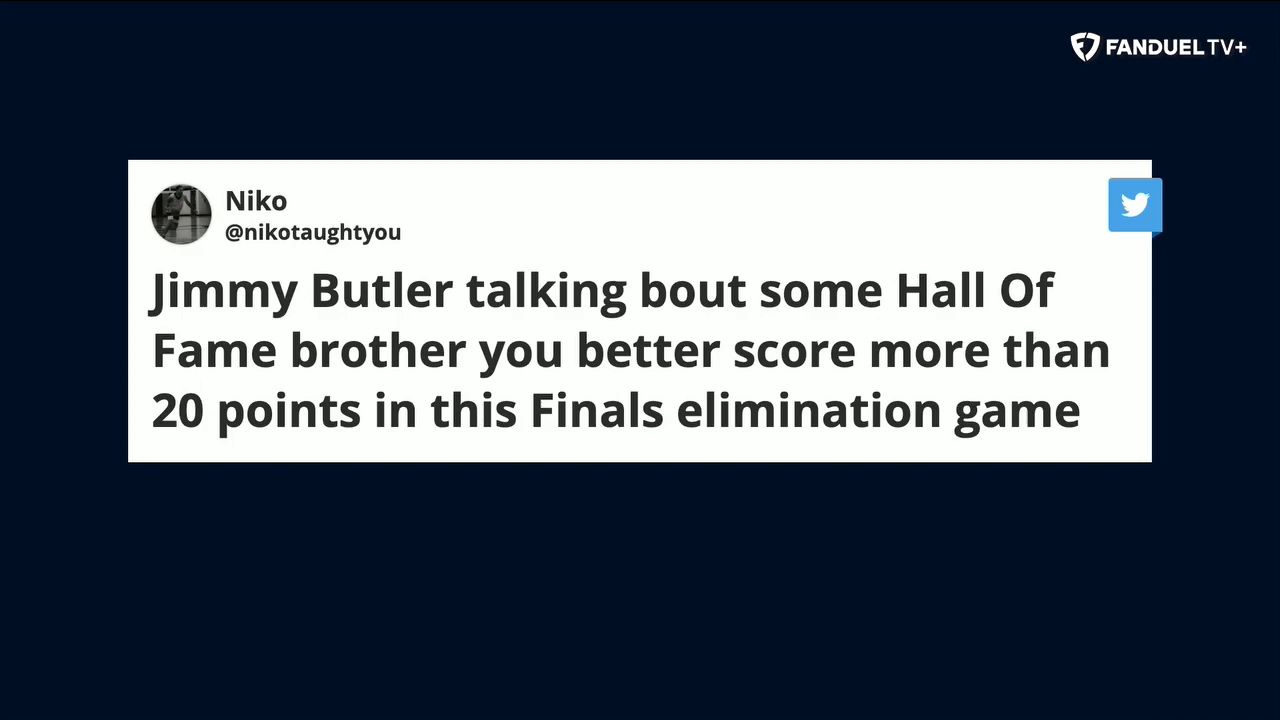 FANDUEL TV+
Niko
@nikotaughtyou
Jimmy Butler talking bout some Hall Of
Fame brother you better score more than
20 points in this Finals elimination game